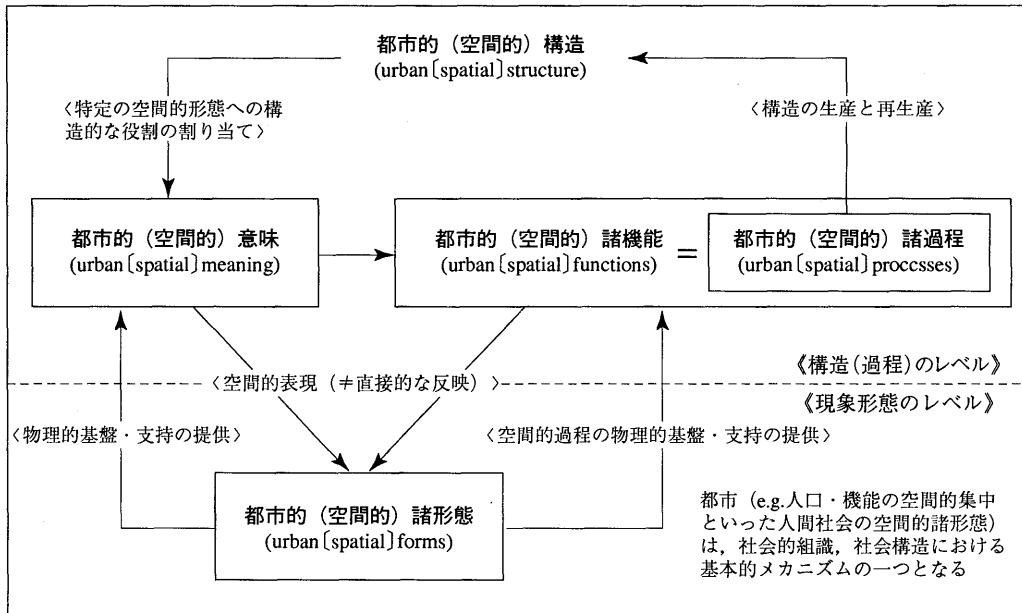 都市的（空間的）構造
(urban〔spatial〕structure)
〈特定の空間的形態への構
造的な役割の割り当て〉
〈構造の生産と再生産〉
都市的（空間的）意味
(urban〔spatial〕meaning)
都市的（空間的）諸機能
(urban〔spatial〕functions)
=
都市的（空間的）諸過程
(urban〔spatial〕proccsses)
〈空間的表現（≠直接的な反映）〉
《構造（過程）のレベル》
《現象形態のレベル》
〈物理的基盤・支持の提供〉
〈空間的過程の物理的基盤・支持の提供〉
都市的（空間的）諸形態
(urban〔spatial〕forms)
都市（e.g.人口・機能の空間的集中
といった人間社会の空間的諸形態）
は，社会的組織，社会構造における
基本的メカニズムの一つとなる